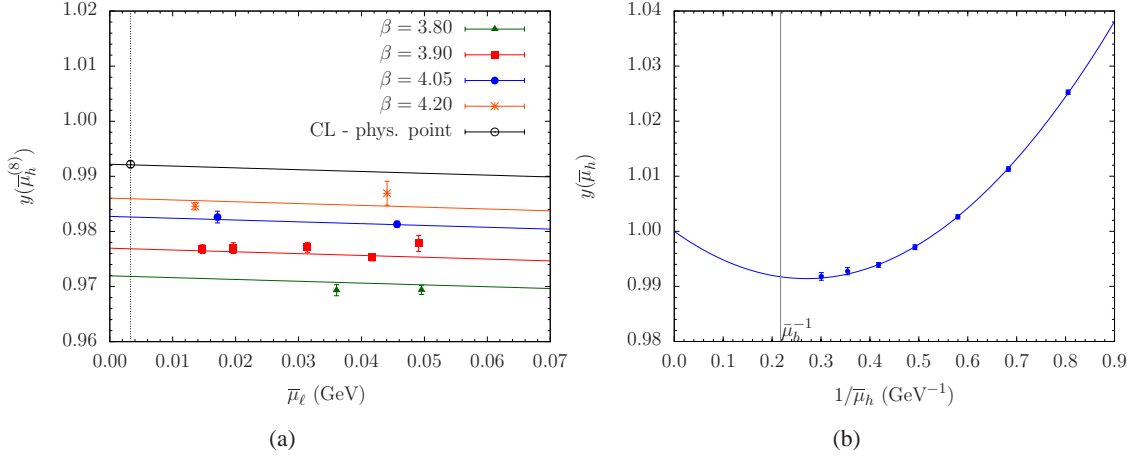 1.02
1.01
1.00
0.99
0.98
0.97
0.96
0.00 0.01 0.02 0.03 0.04 0.05 0.06 0.07
y(μ̅_h^(8))
μ̅_ℓ (GeV)
β = 3.80
β = 3.90
β = 4.05
β = 4.20
CL - phys. point
(a)
1.04
1.03
1.02
1.01
1.00
0.99
0.98
0.0 0.1 0.2 0.3 0.4 0.5 0.6 0.7 0.8 0.9
y(μ̅_h)
μ̅_b^−1
1/μ̅_h (GeV^−1)
(b)